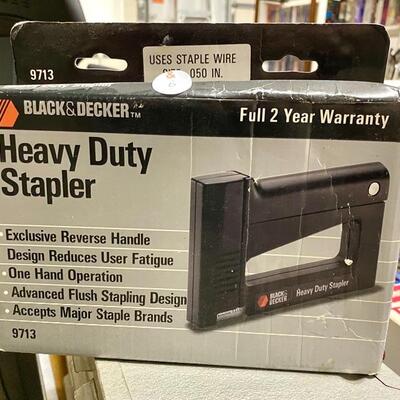 9713
USES STAPLE WIRE
.050 IN.
BLACK&DECKER™
Full 2 Year Warranty
Heavy Duty
Stapler
• Exclusive Reverse Handle
Design Reduces User Fatigue
• One Hand Operation
• Advanced Flush Stapling Design
• Accepts Major Staple Brands
9713
BLACK&
DECKER
Heavy Duty Stapler